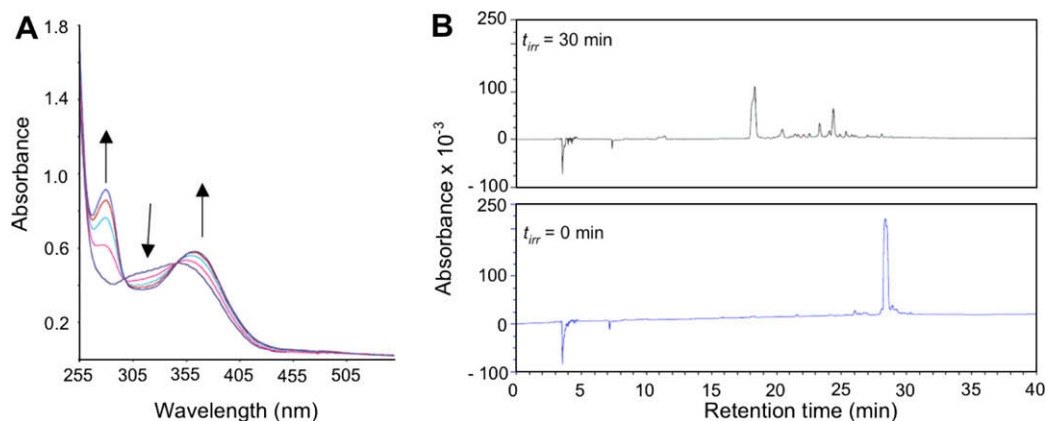 A
1.8
1.4
1.0
0.6
0.2
Absorbance
255 305 355 405 455 505
Wavelength (nm)
B
250
100
0
- 100
t_irr = 30 min
250
100
0
- 100
t_irr = 0 min
Absorbance x 10^-3
0 5 10 15 20 25 30 35 40
Retention time (min)